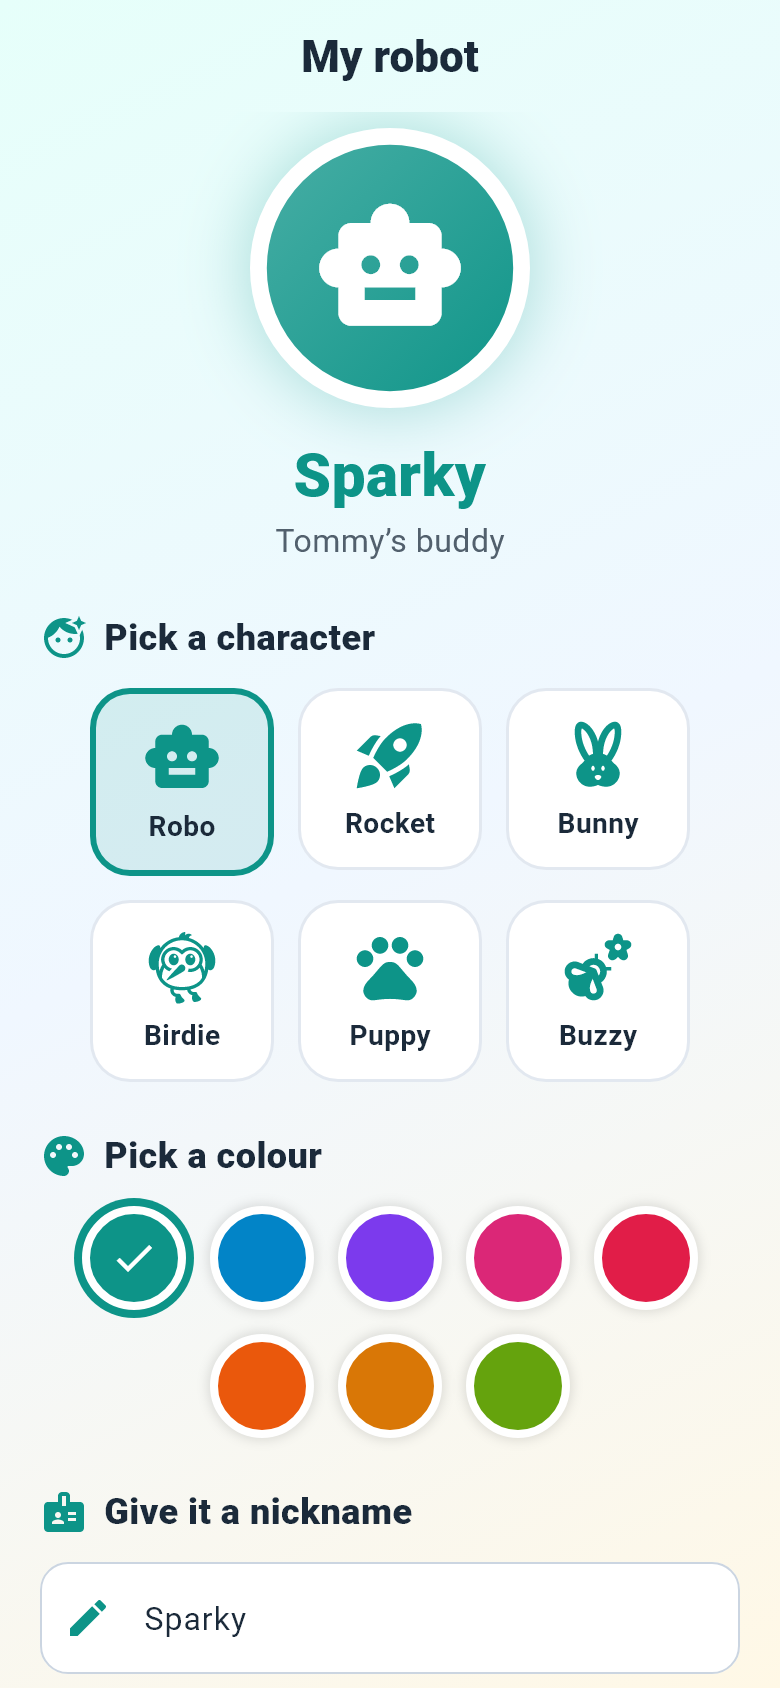 My robot
Sparky
Tommy’s buddy
Pick a character
Robo
Rocket
Bunny
Birdie
Puppy
Buzzy
Pick a colour
Give it a nickname
Sparky